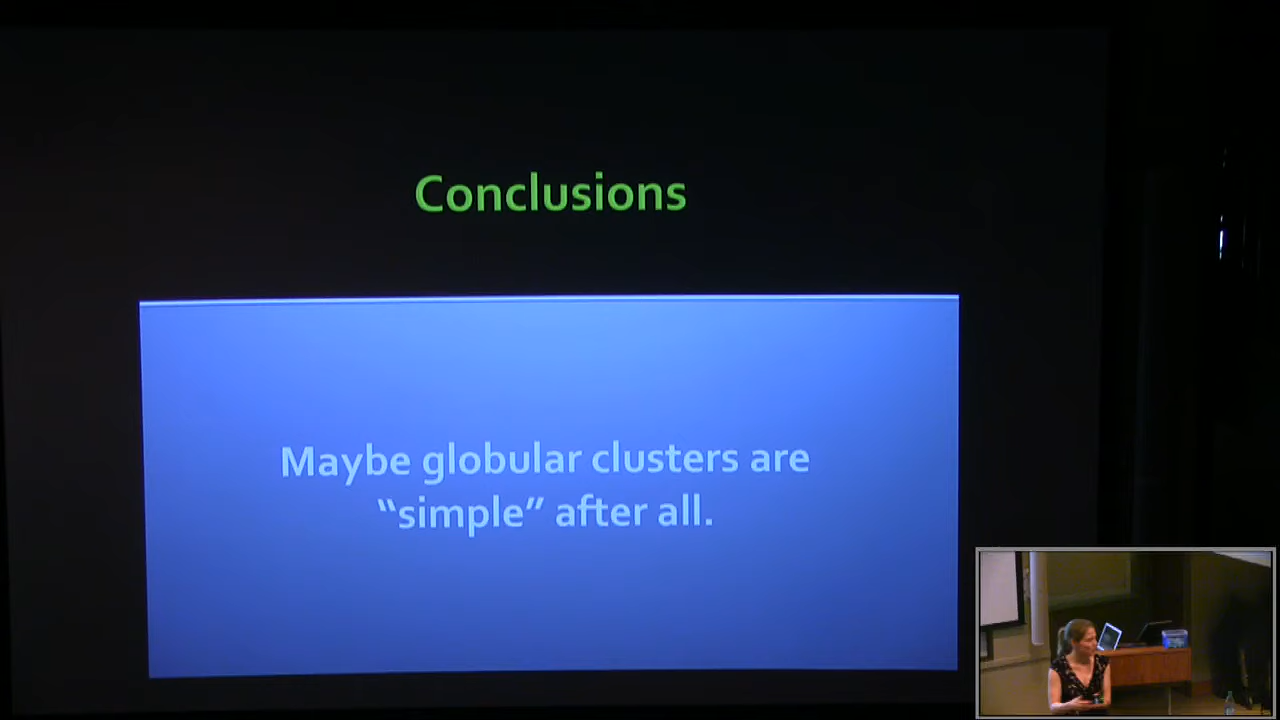 Conclusions
Maybe globular clusters are
“simple” after all.